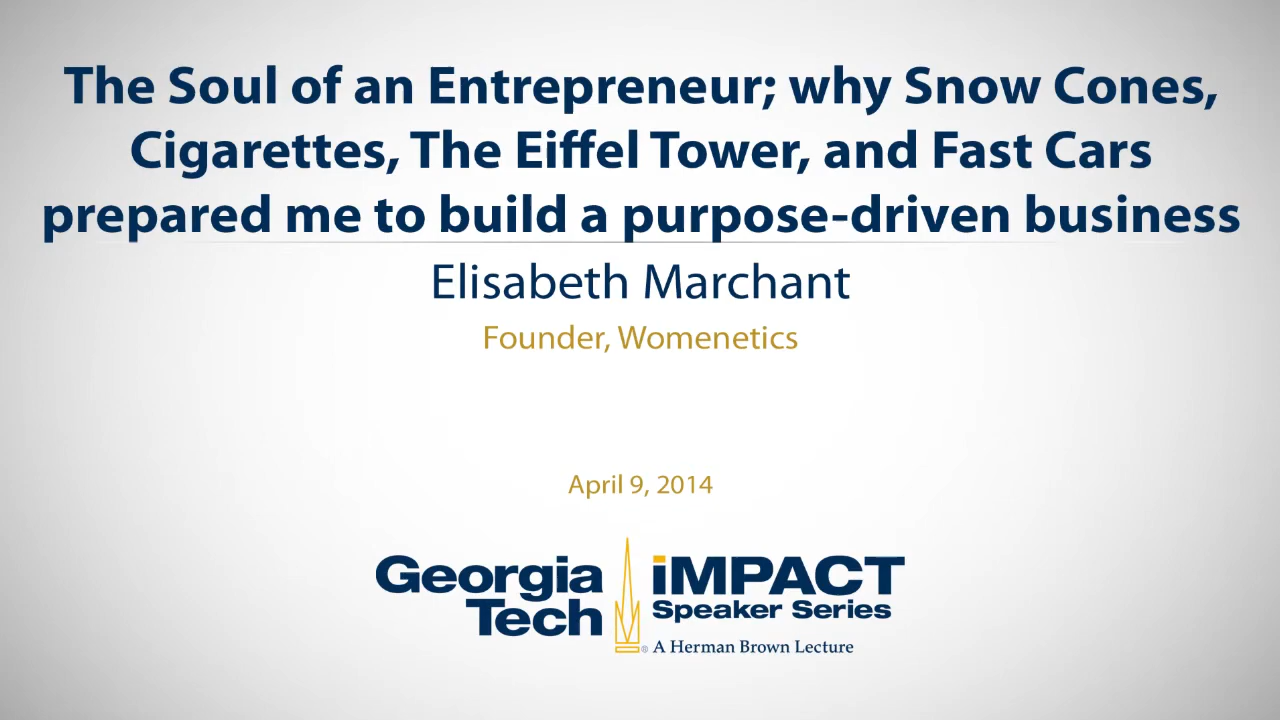 The Soul of an Entrepreneur; why Snow Cones,
Cigarettes, The Eiffel Tower, and Fast Cars
prepared me to build a purpose-driven business
Elisabeth Marchant
Founder, Womenetics
April 9, 2014
Georgia
Tech
®
iMPACT
Speaker Series
A Herman Brown Lecture